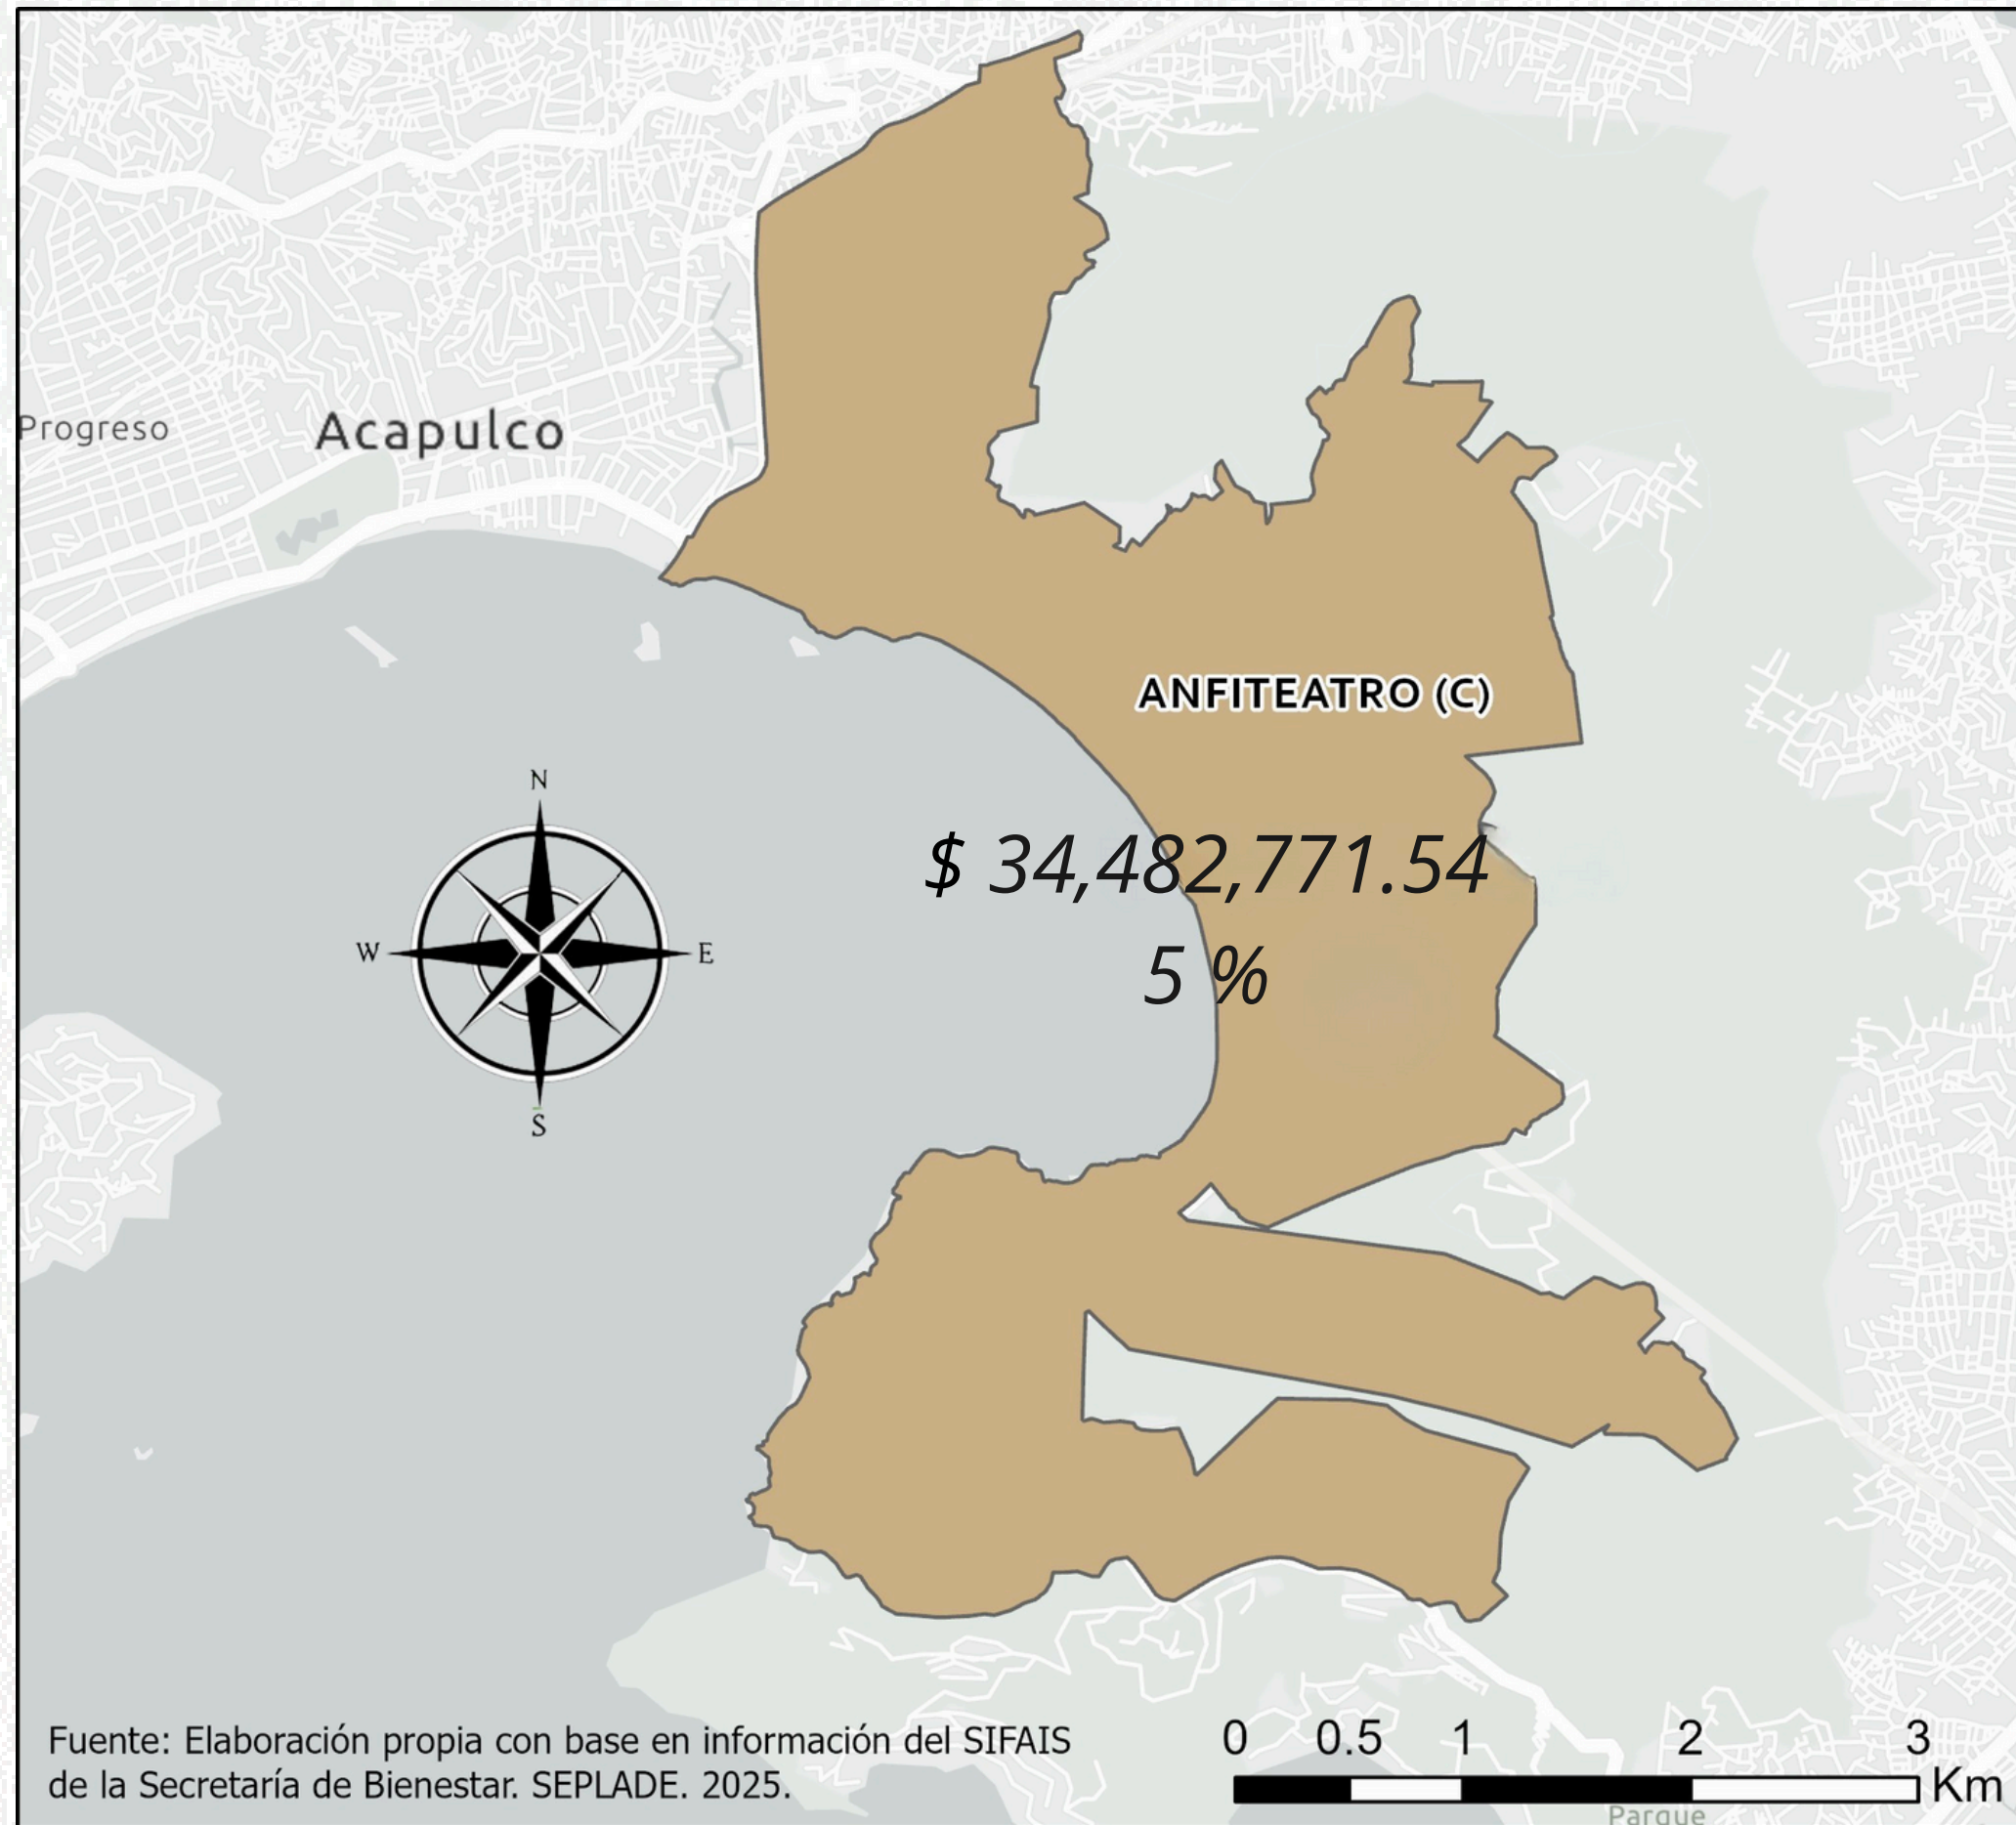 Progreso
Acapulco
ANFITEATRO (C)
N
$ 34,482,771.54
W
E
5 %
S
Fuente: Elaboración propia con base en información del SIFAIS
de la Secretaría de Bienestar. SEPLADE. 2025.
0 0.5 1 2 3
Km
Parque